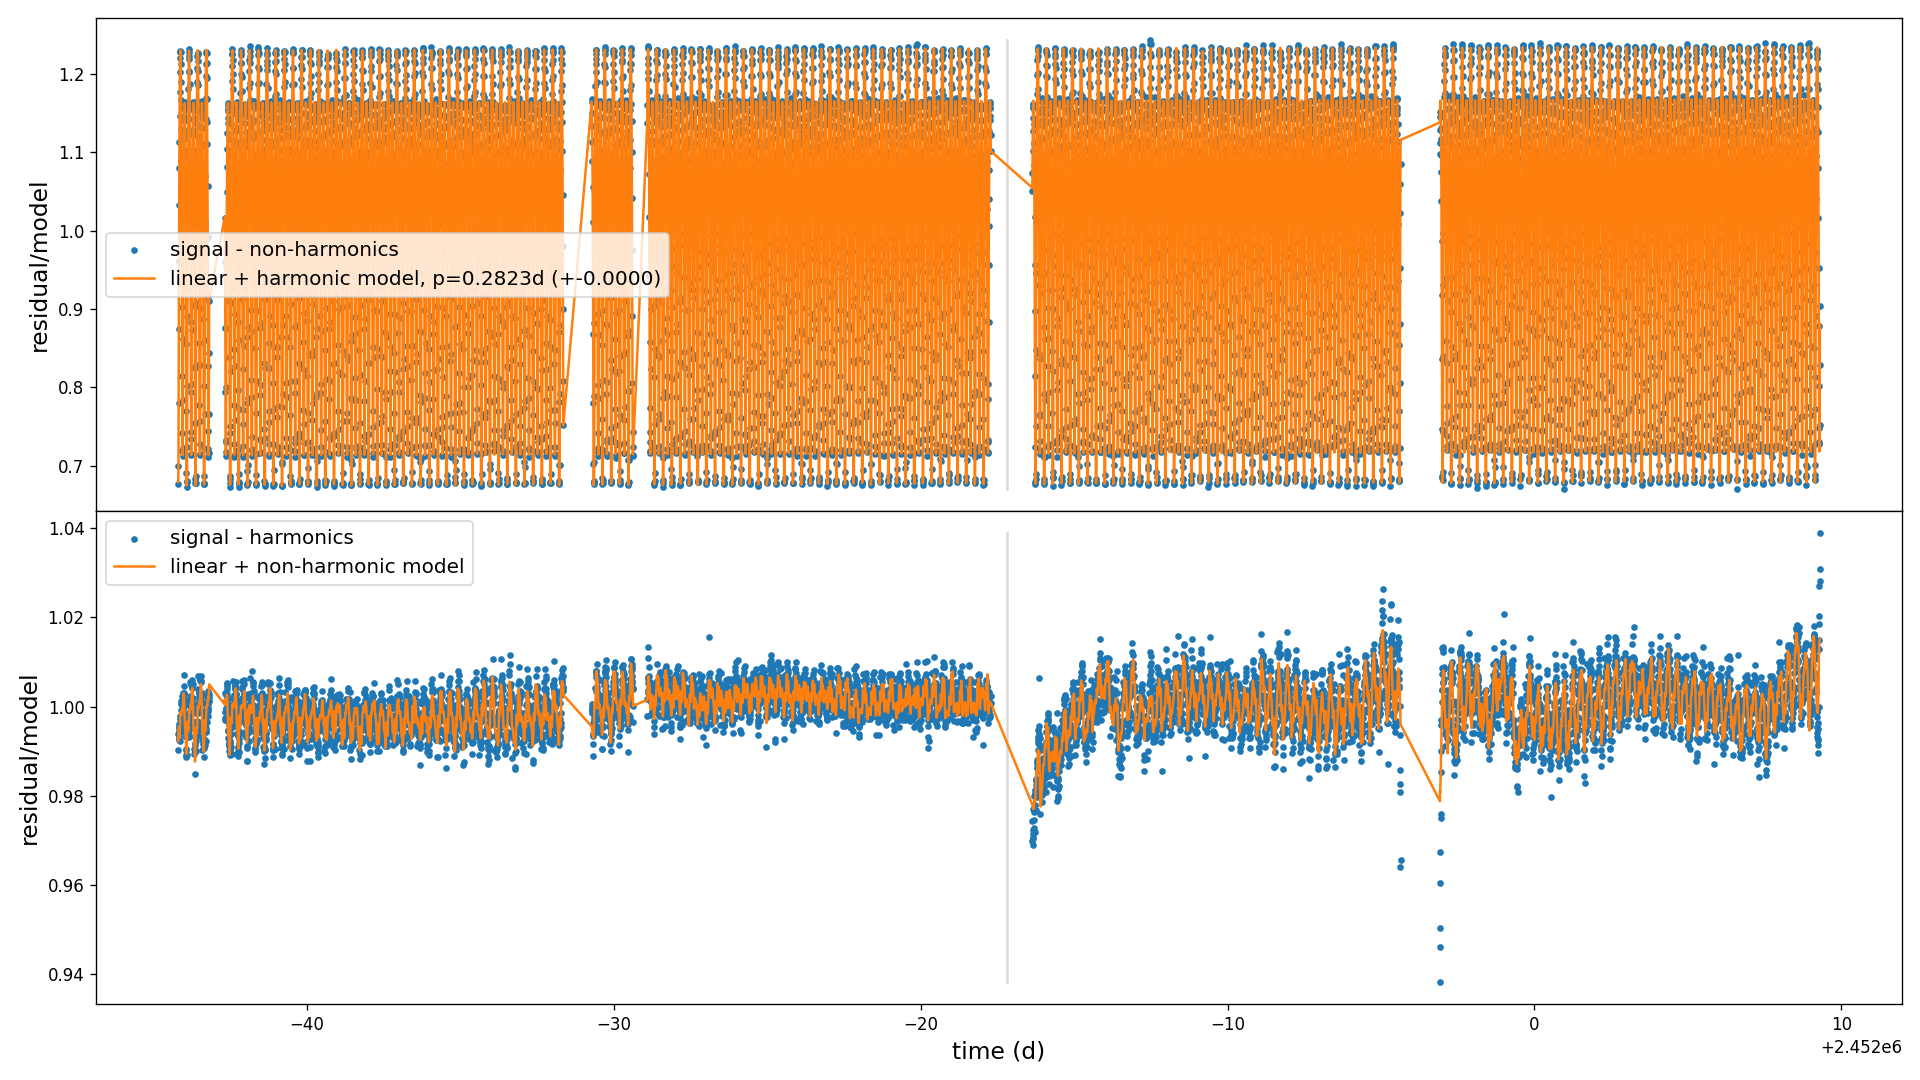 residual/model
1.2
1.1
1.0
0.9
0.8
0.7
signal - non-harmonics
linear + harmonic model, p=0.2823d (+-0.0000)
residual/model
1.04
1.02
1.00
0.98
0.96
0.94
signal - harmonics
linear + non-harmonic model
−40
−30
−20
−10
0
10
time (d)
+2.452e6